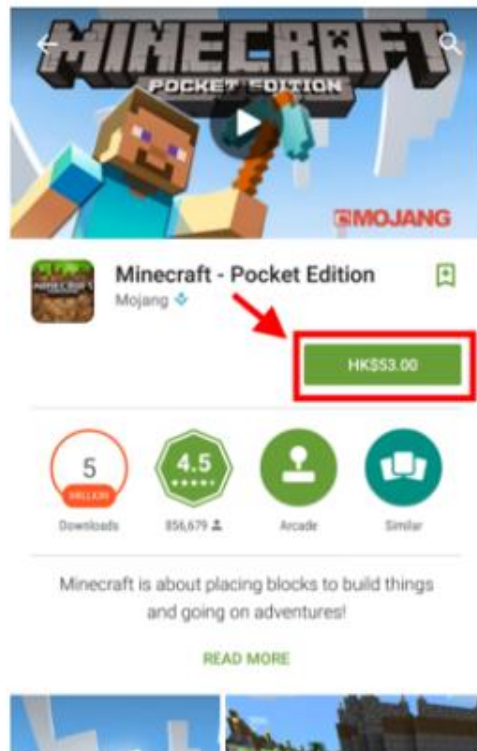 MINECRAFT
POCKET EDITION
MOJANG
MINECRAFT
Minecraft - Pocket Edition
Mojang
HK$53.00
5
MILLION
4.5
Downloads
856,679
Arcade
Similar
Minecraft is about placing blocks to build things
and going on adventures!
READ MORE